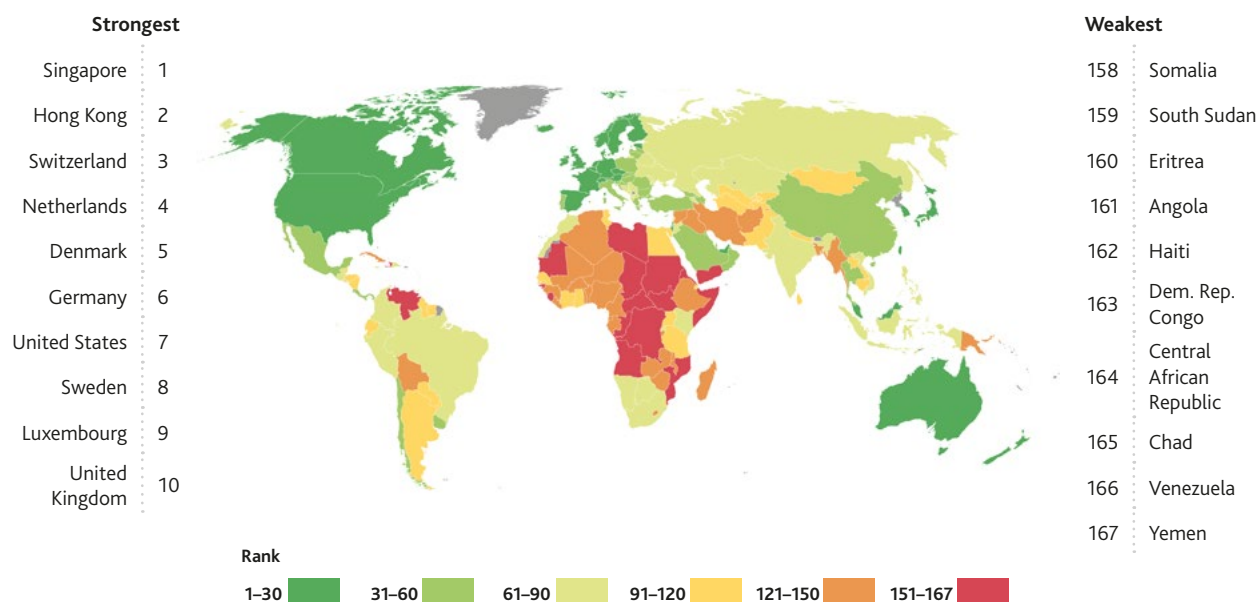 Strongest
Singapore 1
Hong Kong 2
Switzerland 3
Netherlands 4
Denmark 5
Germany 6
United States 7
Sweden 8
Luxembourg 9
United
Kingdom 10
Weakest
158 Somalia
159 South Sudan
160 Eritrea
161 Angola
162 Haiti
163 Dem. Rep.
Congo
164 Central
African
Republic
165 Chad
166 Venezuela
167 Yemen
Rank
1–30 31–60 61–90 91–120 121–150 151–167